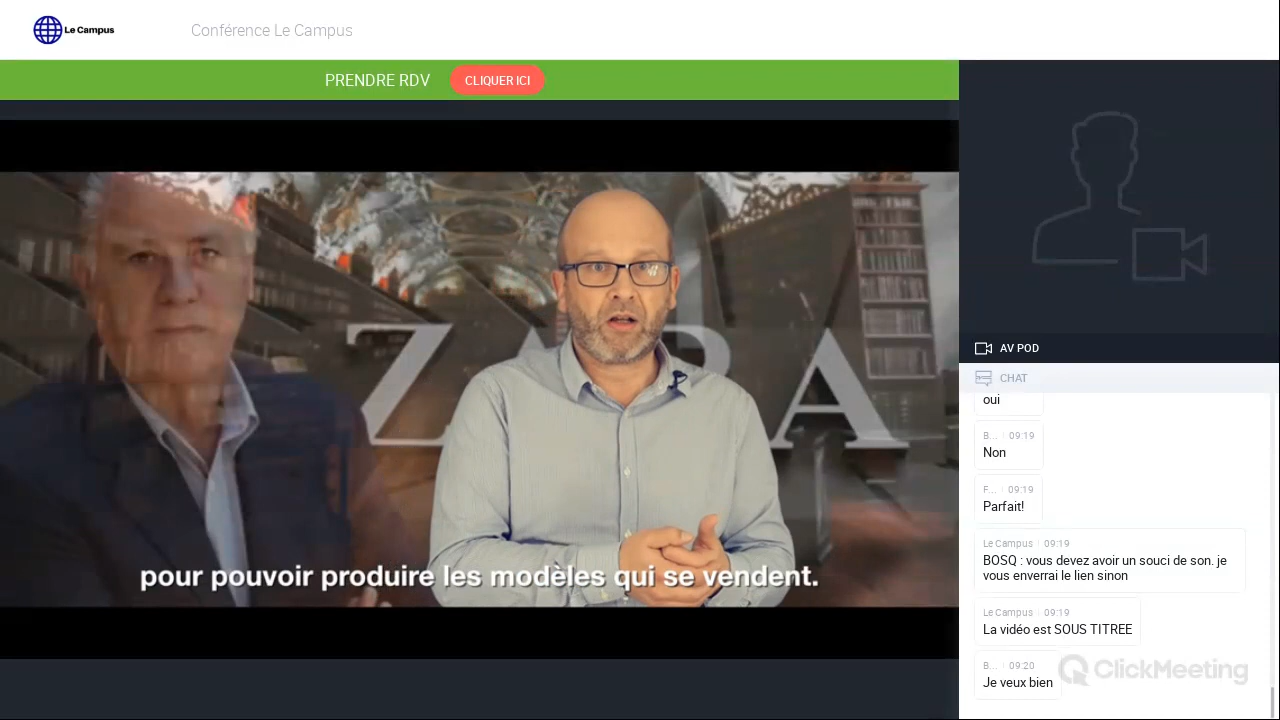 Le Campus
Conférence Le Campus
PRENDRE RDV
CLIQUER ICI
ZARA
pour pouvoir produire les modèles qui se vendent.
AV POD
CHAT
oui
B... 09:19
Non
F... 09:19
Parfait!
Le Campus 09:19
BOSQ : vous devez avoir un souci de son. je
vous enverrai le lien sinon
Le Campus 09:19
La vidéo est SOUS TITREE
B... 09:20
Je veux bien
ClickMeeting